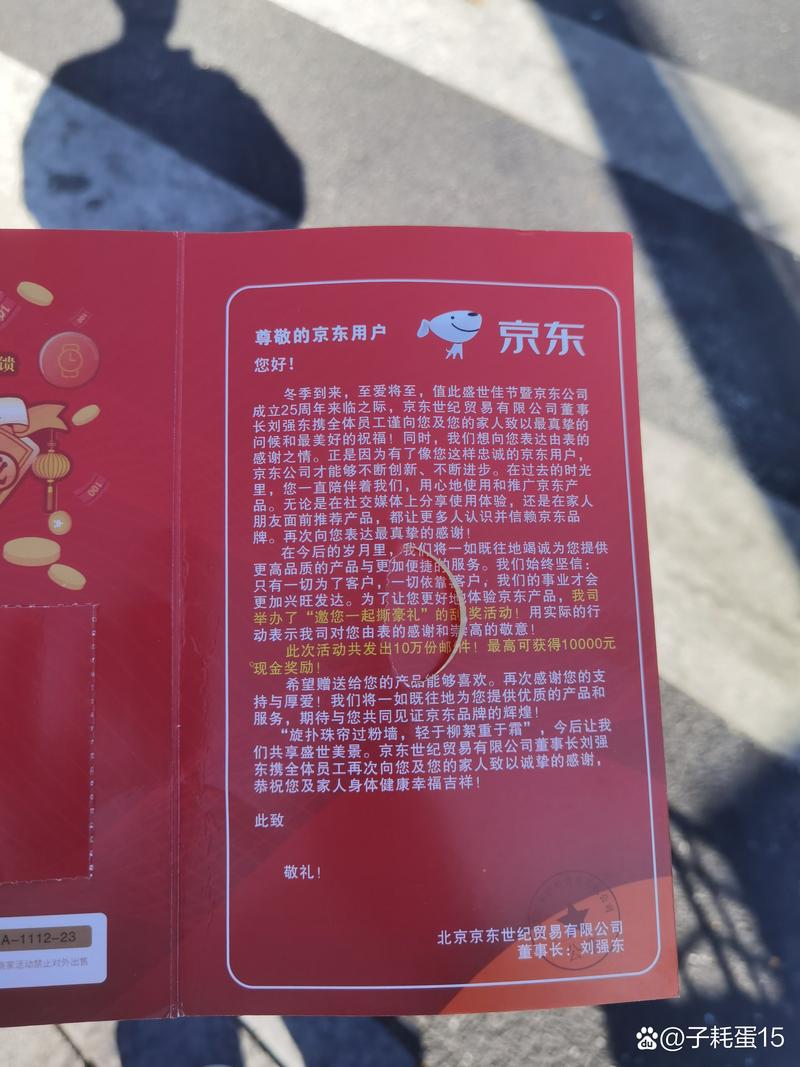 馈
100
A-1112-23
商家活动禁止对外出售
京东
尊敬的京东用户
您好!
冬季到来,至爱将至,值此盛世佳节暨京东公司
成立25周年来临之际,京东世纪贸易有限公司董事
长刘强东携全体员工谨向您及您的家人致以最真挚的
问候和最美好的祝福!同时,我们想向您表达由衷的
感谢之情。正是因为有了像您这样忠诚的京东用户,
京东公司才能够不断创新、不断进步。在过去的时光
里,您一直陪伴着我们,用心地使用和推广京东产
品。无论是在社交媒体上分享使用体验,还是在家人
朋友面前推荐产品,都让更多人认识并信赖京东品
牌。再次向您表达最真挚的感谢!
在今后的岁月里,我们将一如既往地竭诚为您提供
更高品质的产品与更加便捷的服务。我们始终坚信:
只有一切为了客户,一切依靠客户,我们的事业才会
更加兴旺发达。为了让您更好地体验京东产品,我司
举办了“邀您一起撕豪礼”的刮奖活动!用实际的行
动表示我司对您由表的感谢和崇高的敬意!
此次活动共发出10万份邮件!最高可获得10000元
现金奖励!
希望赠送给您的产品能够喜欢。再次感谢您的支
持与厚爱!我们将一如既往地为您提供优质的产品和
服务,期待与您共同见证京东品牌的辉煌!
“旋扑珠帘过粉墙,轻于柳絮重于霜”,今后让我
们共享盛世美景。京东世纪贸易有限公司董事长刘强
东携全体员工再次向您及您的家人致以诚挚的感谢,
恭祝您及家人身体健康幸福吉祥!
此致
敬礼!
北京京东世纪贸易有限公司
董事长:刘强东
du @子耗蛋15